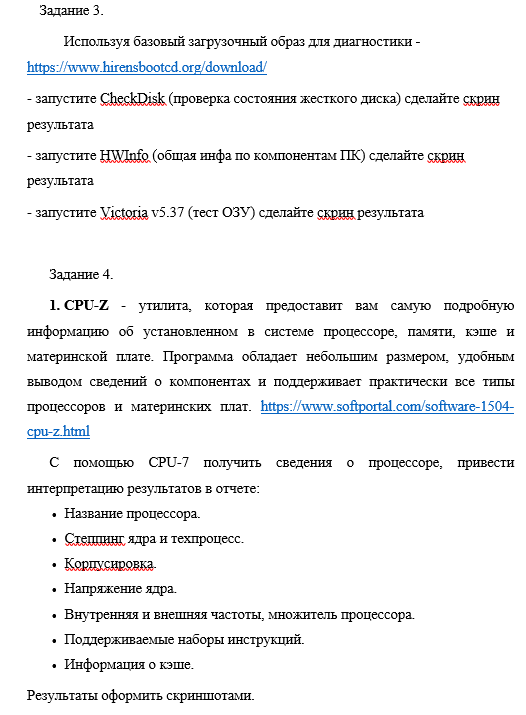 Задание 3.
Используя базовый загрузочный образ для диагностики -
https://www.hirensbootcd.org/download/
- запустите CheckDisk (проверка состояния жесткого диска) сделайте скрин
результата
- запустите HWInfo (общая инфа по компонентам ПК) сделайте скрин
результата
- запустите Victoria v5.37 (тест ОЗУ) сделайте скрин результата
Задание 4.
1. CPU-Z - утилита, которая предоставит вам самую подробную
информацию об установленном в системе процессоре, памяти, кэше и
материнской плате. Программа обладает небольшим размером, удобным
выводом сведений о компонентах и поддерживает практически все типы
процессоров и материнских плат. https://www.softportal.com/software-1504-
cpu-z.html
С помощью CPU-7 получить сведения о процессоре, привести
интерпретацию результатов в отчете:
• Название процессора.
• Степпинг ядра и техпроцесс.
• Корпусировка.
• Напряжение ядра.
• Внутренняя и внешняя частоты, множитель процессора.
• Поддерживаемые наборы инструкций.
• Информация о кэше.
Результаты оформить скриншотами.